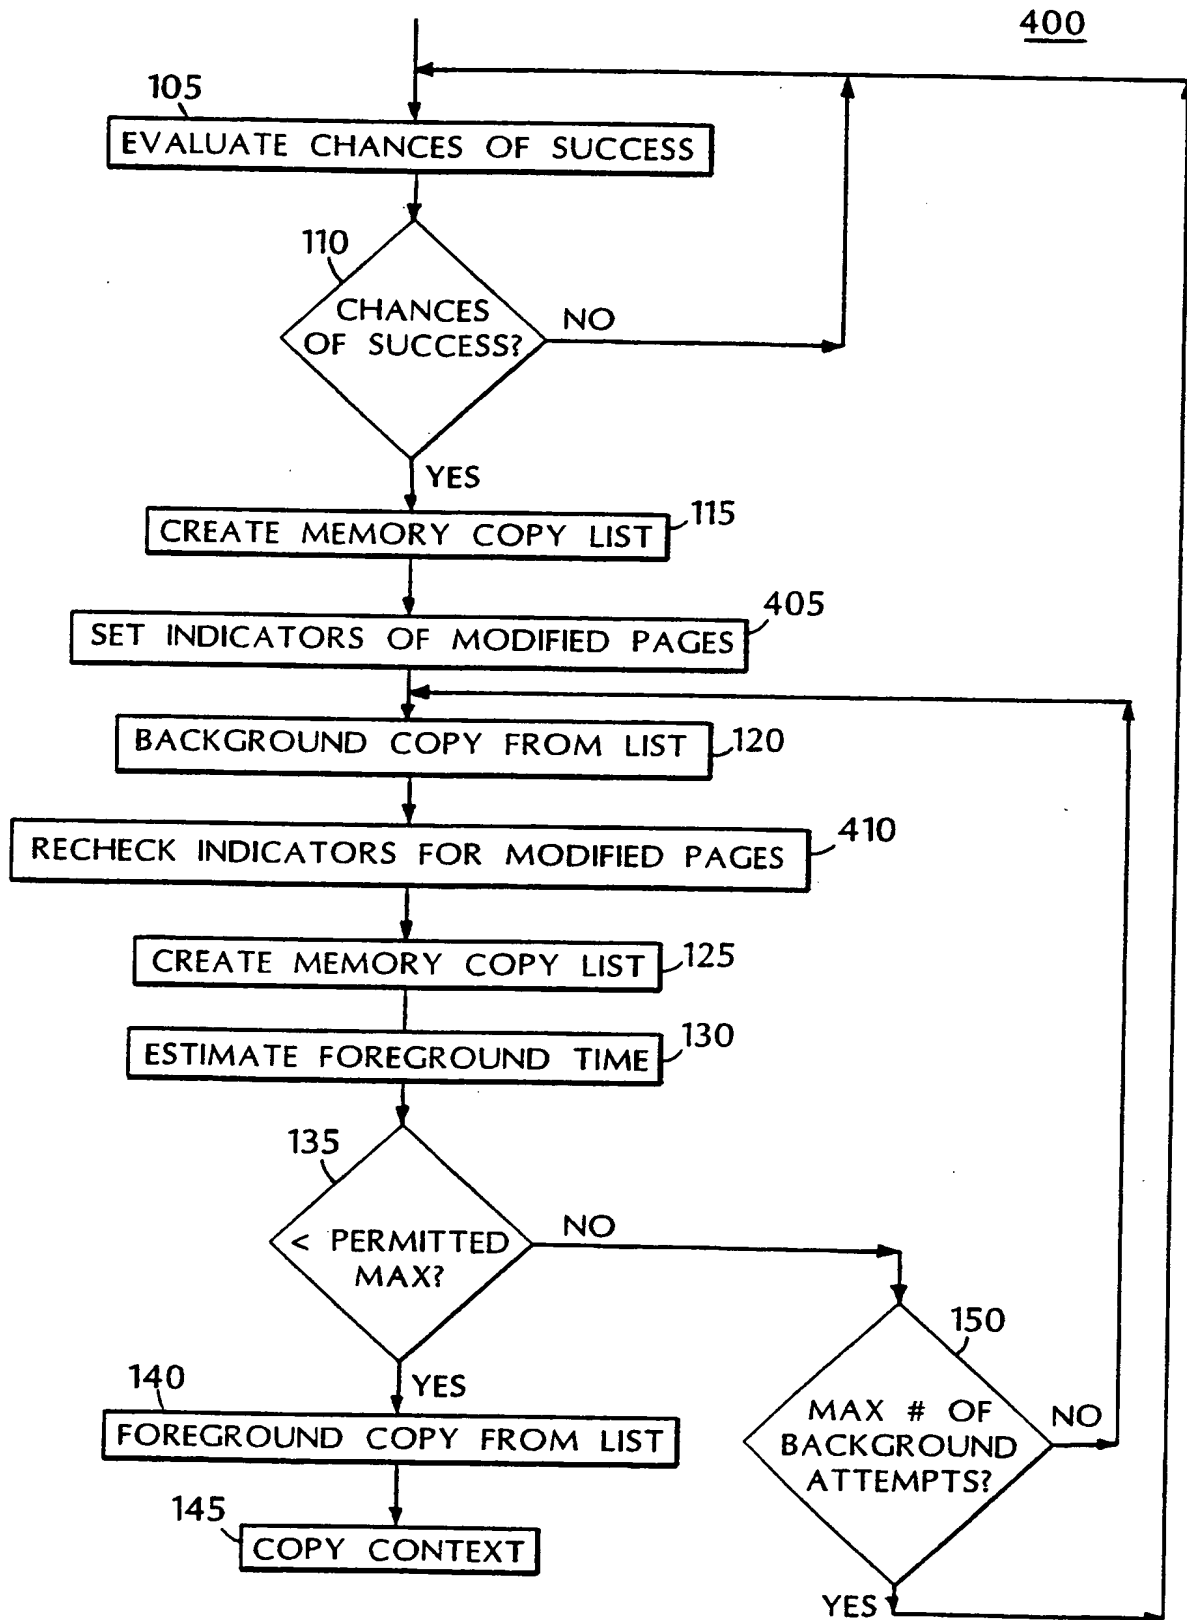 400
105
EVALUATE CHANCES OF SUCCESS
110
CHANCES
OF SUCCESS?
NO
YES
115
CREATE MEMORY COPY LIST
405
SET INDICATORS OF MODIFIED PAGES
BACKGROUND COPY FROM LIST
120
410
RECHECK INDICATORS FOR MODIFIED PAGES
CREATE MEMORY COPY LIST
125
ESTIMATE FOREGROUND TIME
130
135
< PERMITTED
MAX?
NO
YES
150
MAX # OF
BACKGROUND
ATTEMPTS?
NO
YES
140
FOREGROUND COPY FROM LIST
145
COPY CONTEXT